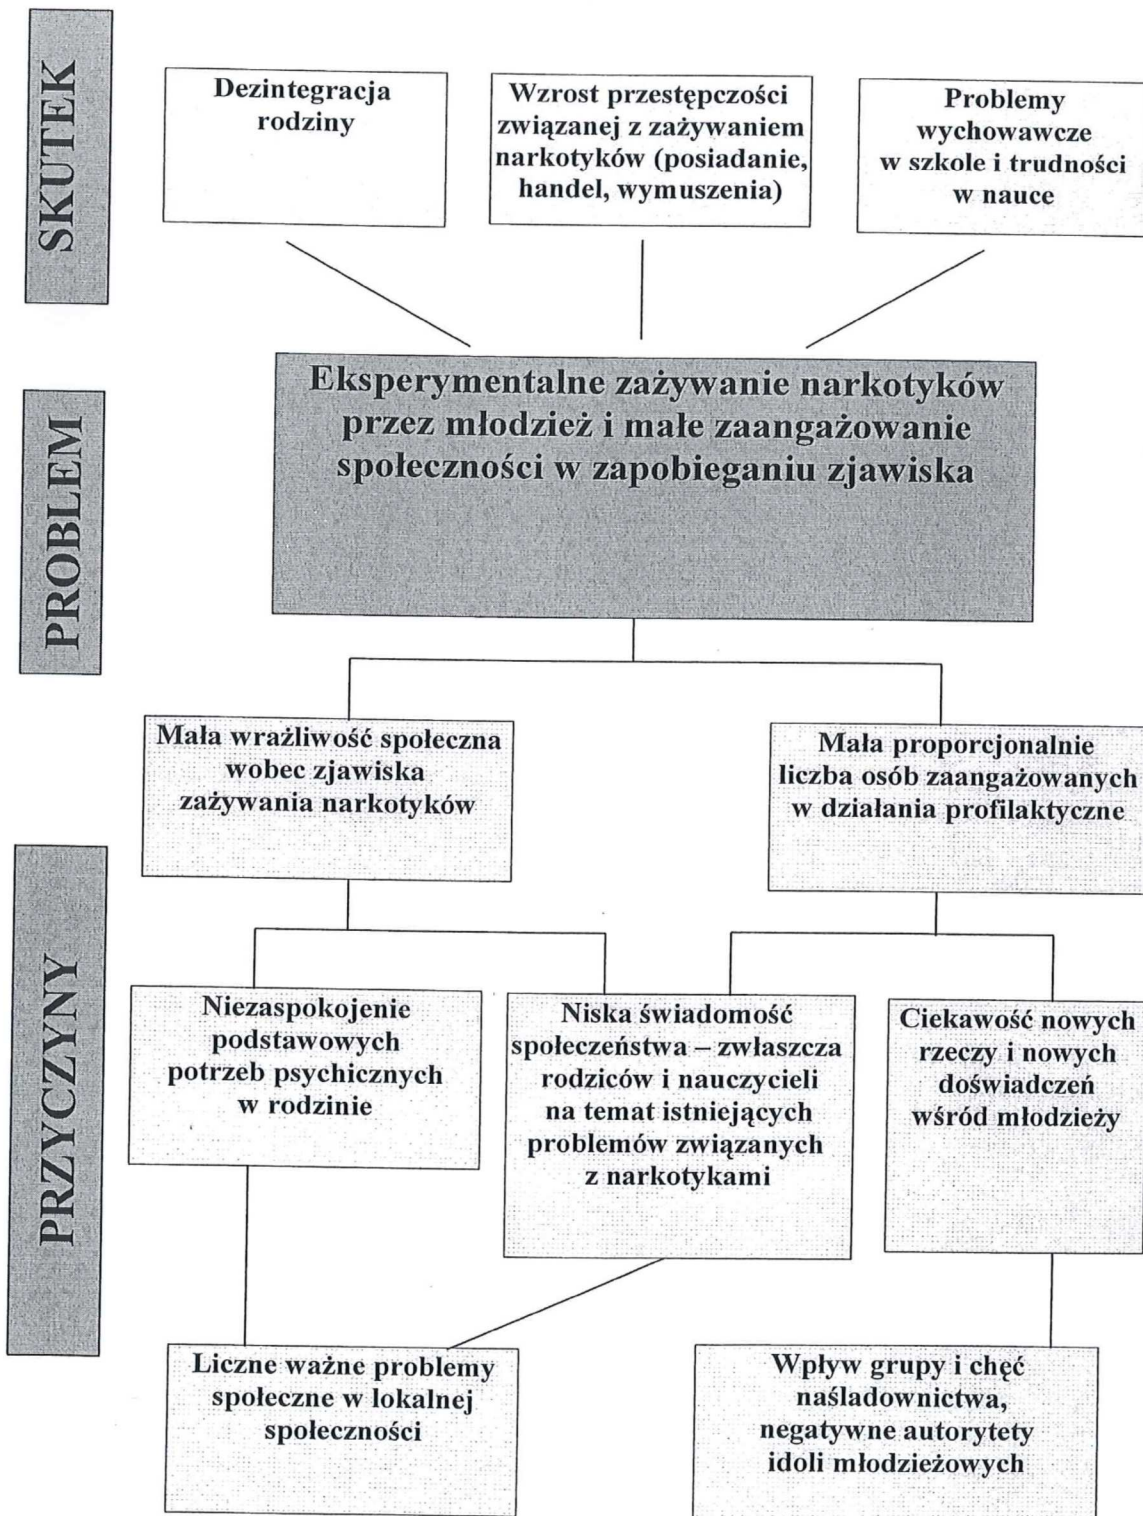 SKUTEK
Dezintegracja
rodziny
Wzrost przestępczości
związanej z zażywaniem
narkotyków (posiadanie,
handel, wymuszenia)
Problemy
wychowawcze
w szkole i trudności
w nauce
PROBLEM
Eksperymentalne zażywanie narkotyków
przez młodzież i małe zaangażowanie
społeczności w zapobieganiu zjawiska
PRZYCZYNY
Mała wrażliwość społeczna
wobec zjawiska
zażywania narkotyków
Mała proporcjonalnie
liczba osób zaangażowanych
w działania profilaktyczne
Niezaspokojenie
podstawowych
potrzeb psychicznych
w rodzinie
Niska świadomość
społeczeństwa – zwłaszcza
rodziców i nauczycieli
na temat istniejących
problemów związanych
z narkotykami
Ciekawość nowych
rzeczy i nowych
doświadczeń
wśród młodzieży
Liczne ważne problemy
społeczne w lokalnej
społeczności
Wpływ grupy i chęć
naśladownictwa,
negatywne autorytety
idoli młodzieżowych